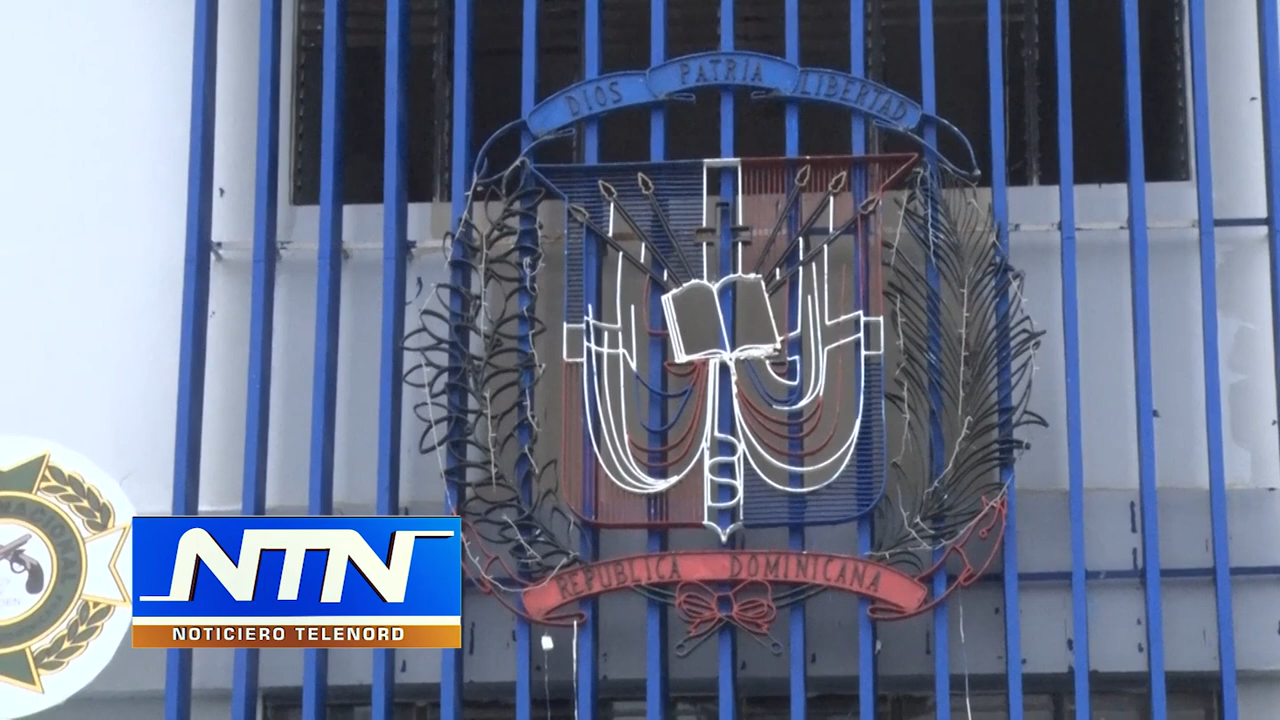 DIOS PATRIA LIBERTAD
REPUBLICA DOMINICANA
NTN
NOTICIERO TELENORD